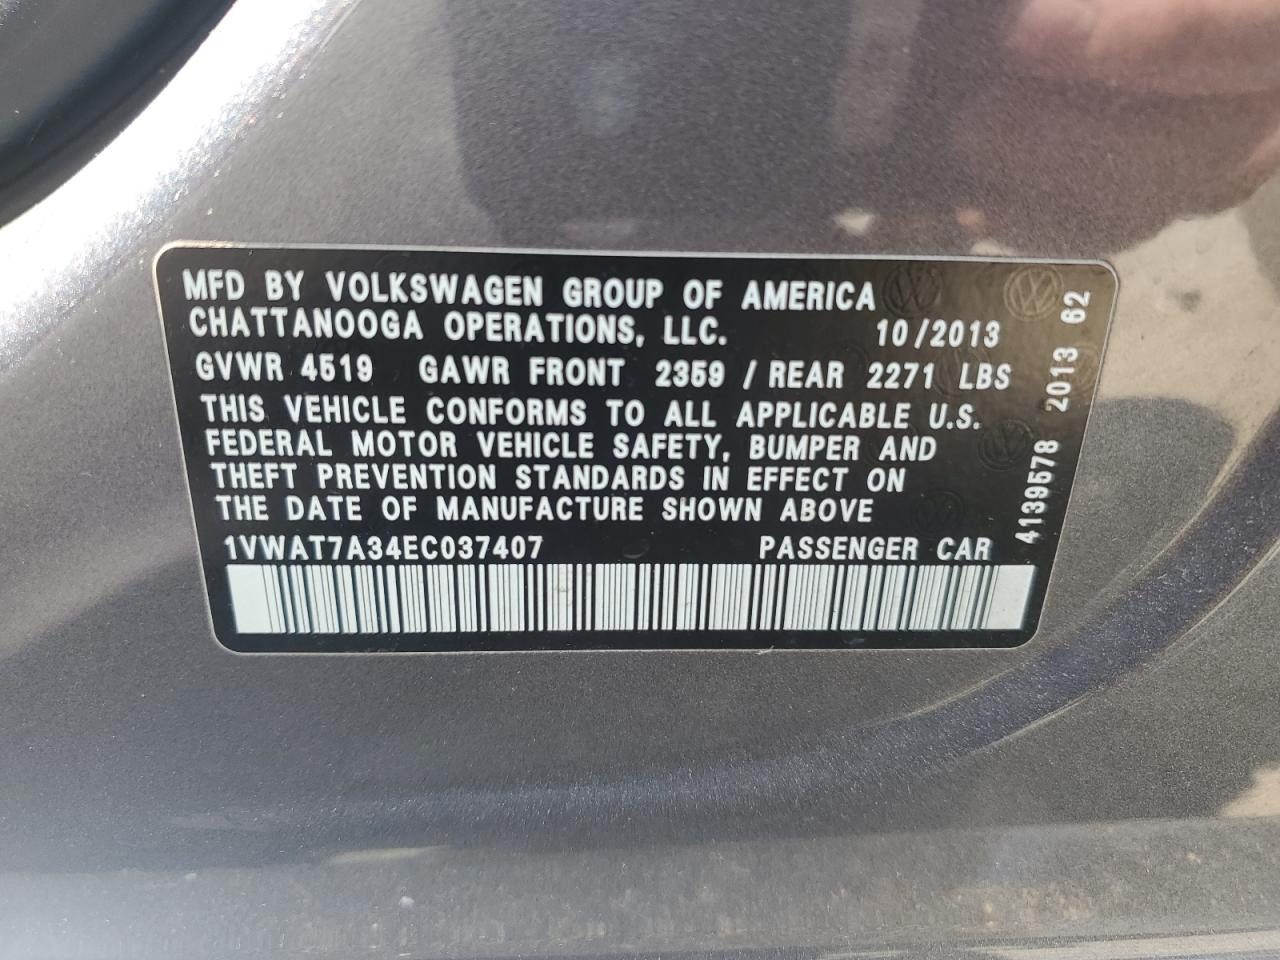 MFD BY VOLKSWAGEN GROUP OF AMERICA
CHATTANOOGA OPERATIONS, LLC. 10/2013
GVWR 4519 GAWR FRONT 2359 / REAR 2271 LBS
THIS VEHICLE CONFORMS TO ALL APPLICABLE U.S.
FEDERAL MOTOR VEHICLE SAFETY, BUMPER AND
THEFT PREVENTION STANDARDS IN EFFECT ON
THE DATE OF MANUFACTURE SHOWN ABOVE
1VWAT7A34EC037407 PASSENGER CAR
4139578 2013 62